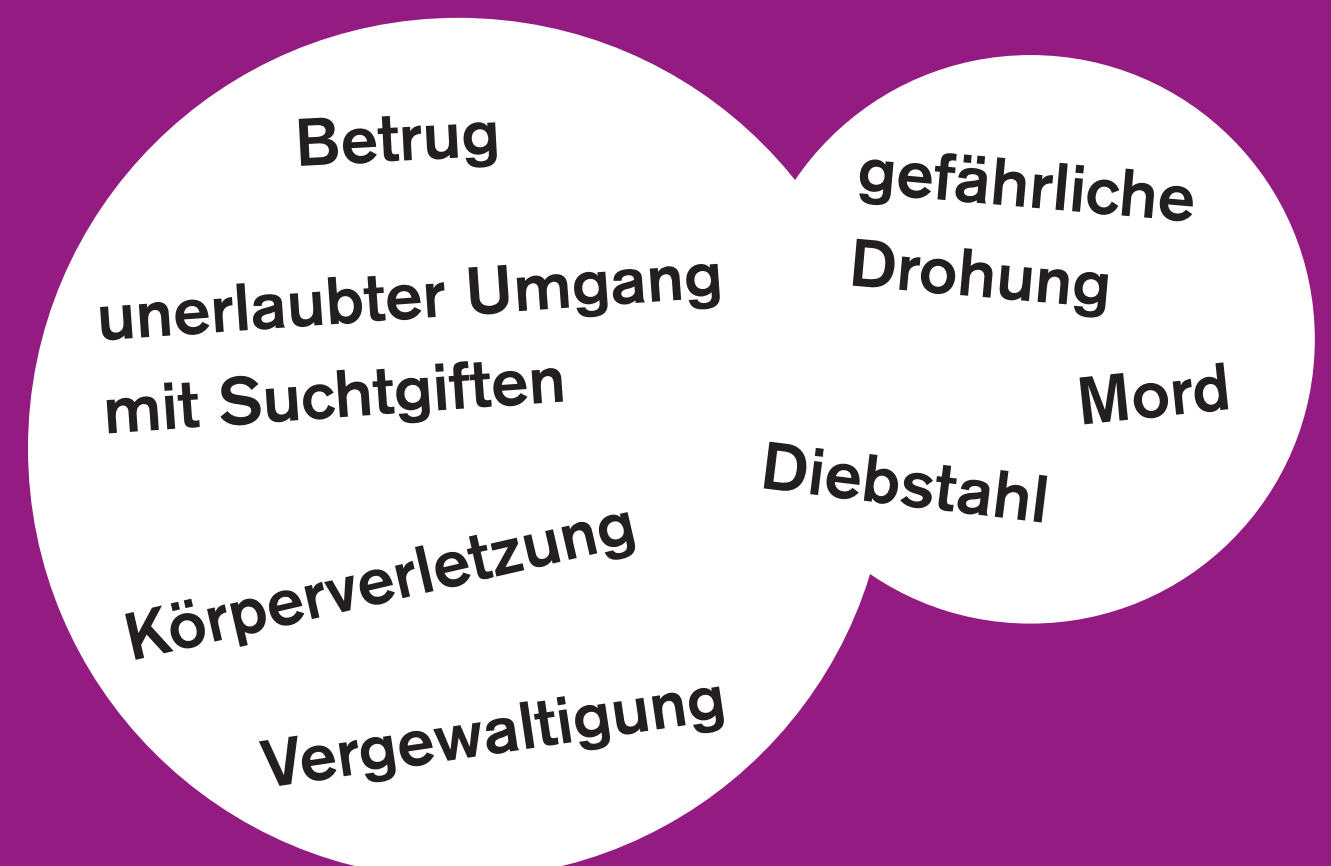 Betrug
unerlaubter Umgang
mit Suchtgiften
Körperverletzung
Vergewaltigung
gefährliche
Drohung
Mord
Diebstahl